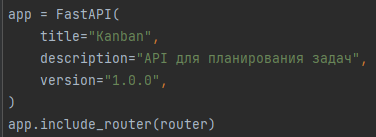 app = FastAPI(
    title="Kanban",
    description="API для планирования задач",
    version="1.0.0",
)
app.include_router(router)